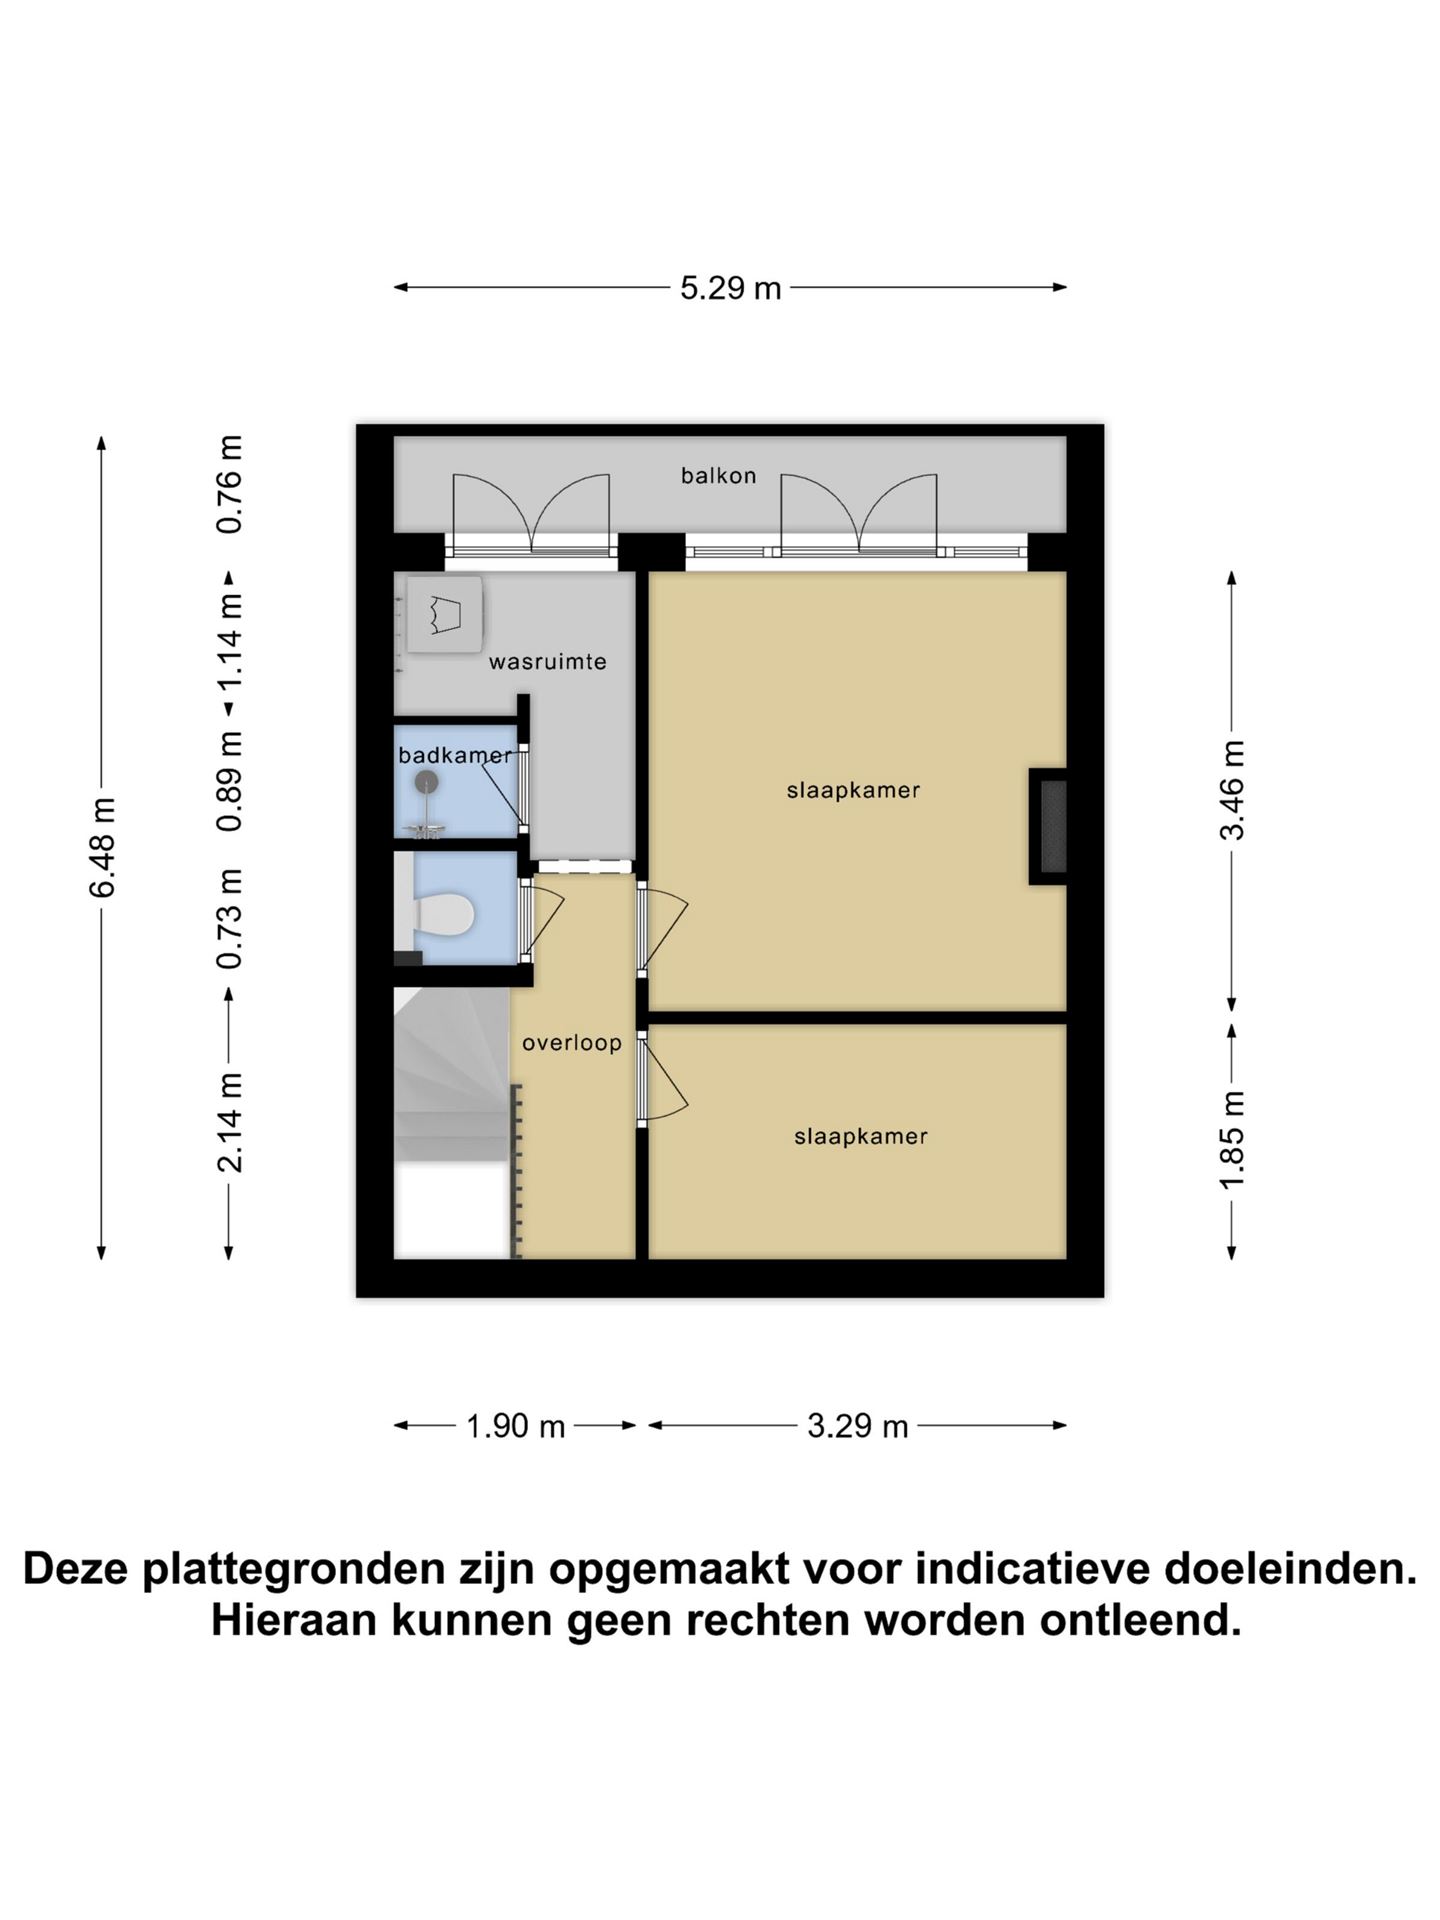 5.29 m
0.76 m
balkon
1.14 m
wasruimte
badkamer
0.89 m
slaapkamer
3.46 m
6.48 m
0.73 m
overloop
2.14 m
slaapkamer
1.85 m
1.90 m
3.29 m
Deze plattegronden zijn opgemaakt voor indicatieve doeleinden.
Hieraan kunnen geen rechten worden ontleend.